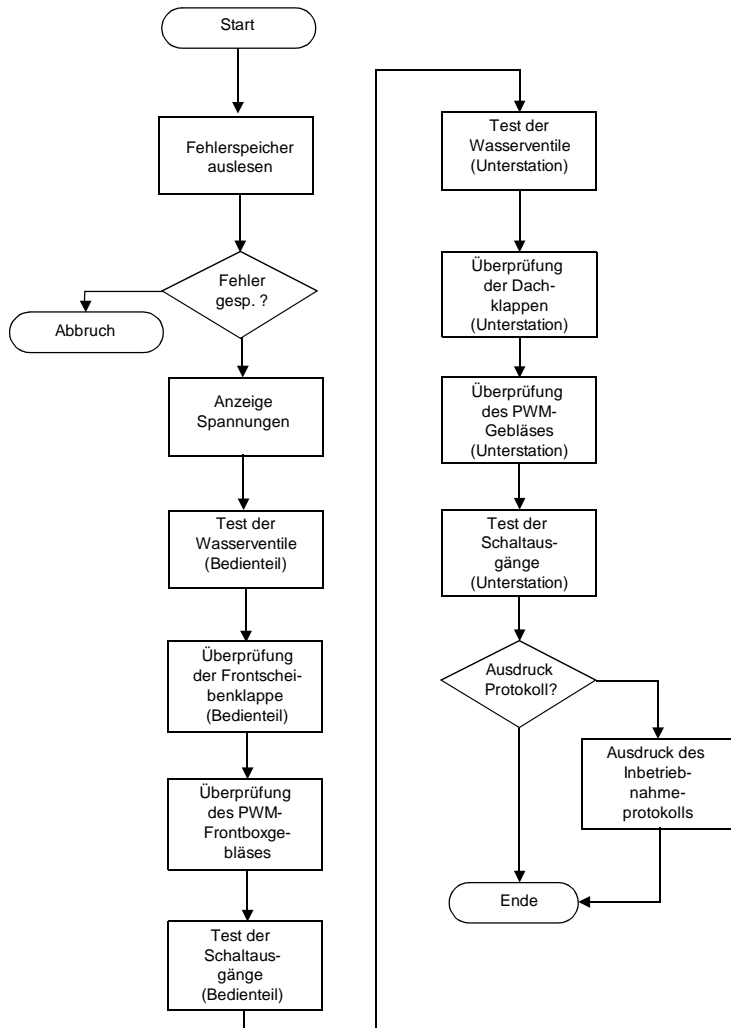 Start
Fehlerspeicher
auslesen
Fehler
gesp. ?
Abbruch
Anzeige
Spannungen
Test der
Wasserventile
(Bedienteil)
Überprüfung
der Frontschei-
benklappe
(Bedienteil)
Überprüfung
des PWM-
Frontboxge-
bläses
Test der
Schaltaus-
gänge
(Bedienteil)
Test der
Wasserventile
(Unterstation)
Überprüfung
der Dach-
klappen
(Unterstation)
Überprüfung
des PWM-
Gebläses
(Unterstation)
Test der
Schaltaus-
gänge
(Unterstation)
Ausdruck
Protokoll?
Ausdruck des
Inbetrieb-
nahme-
protokolls
Ende